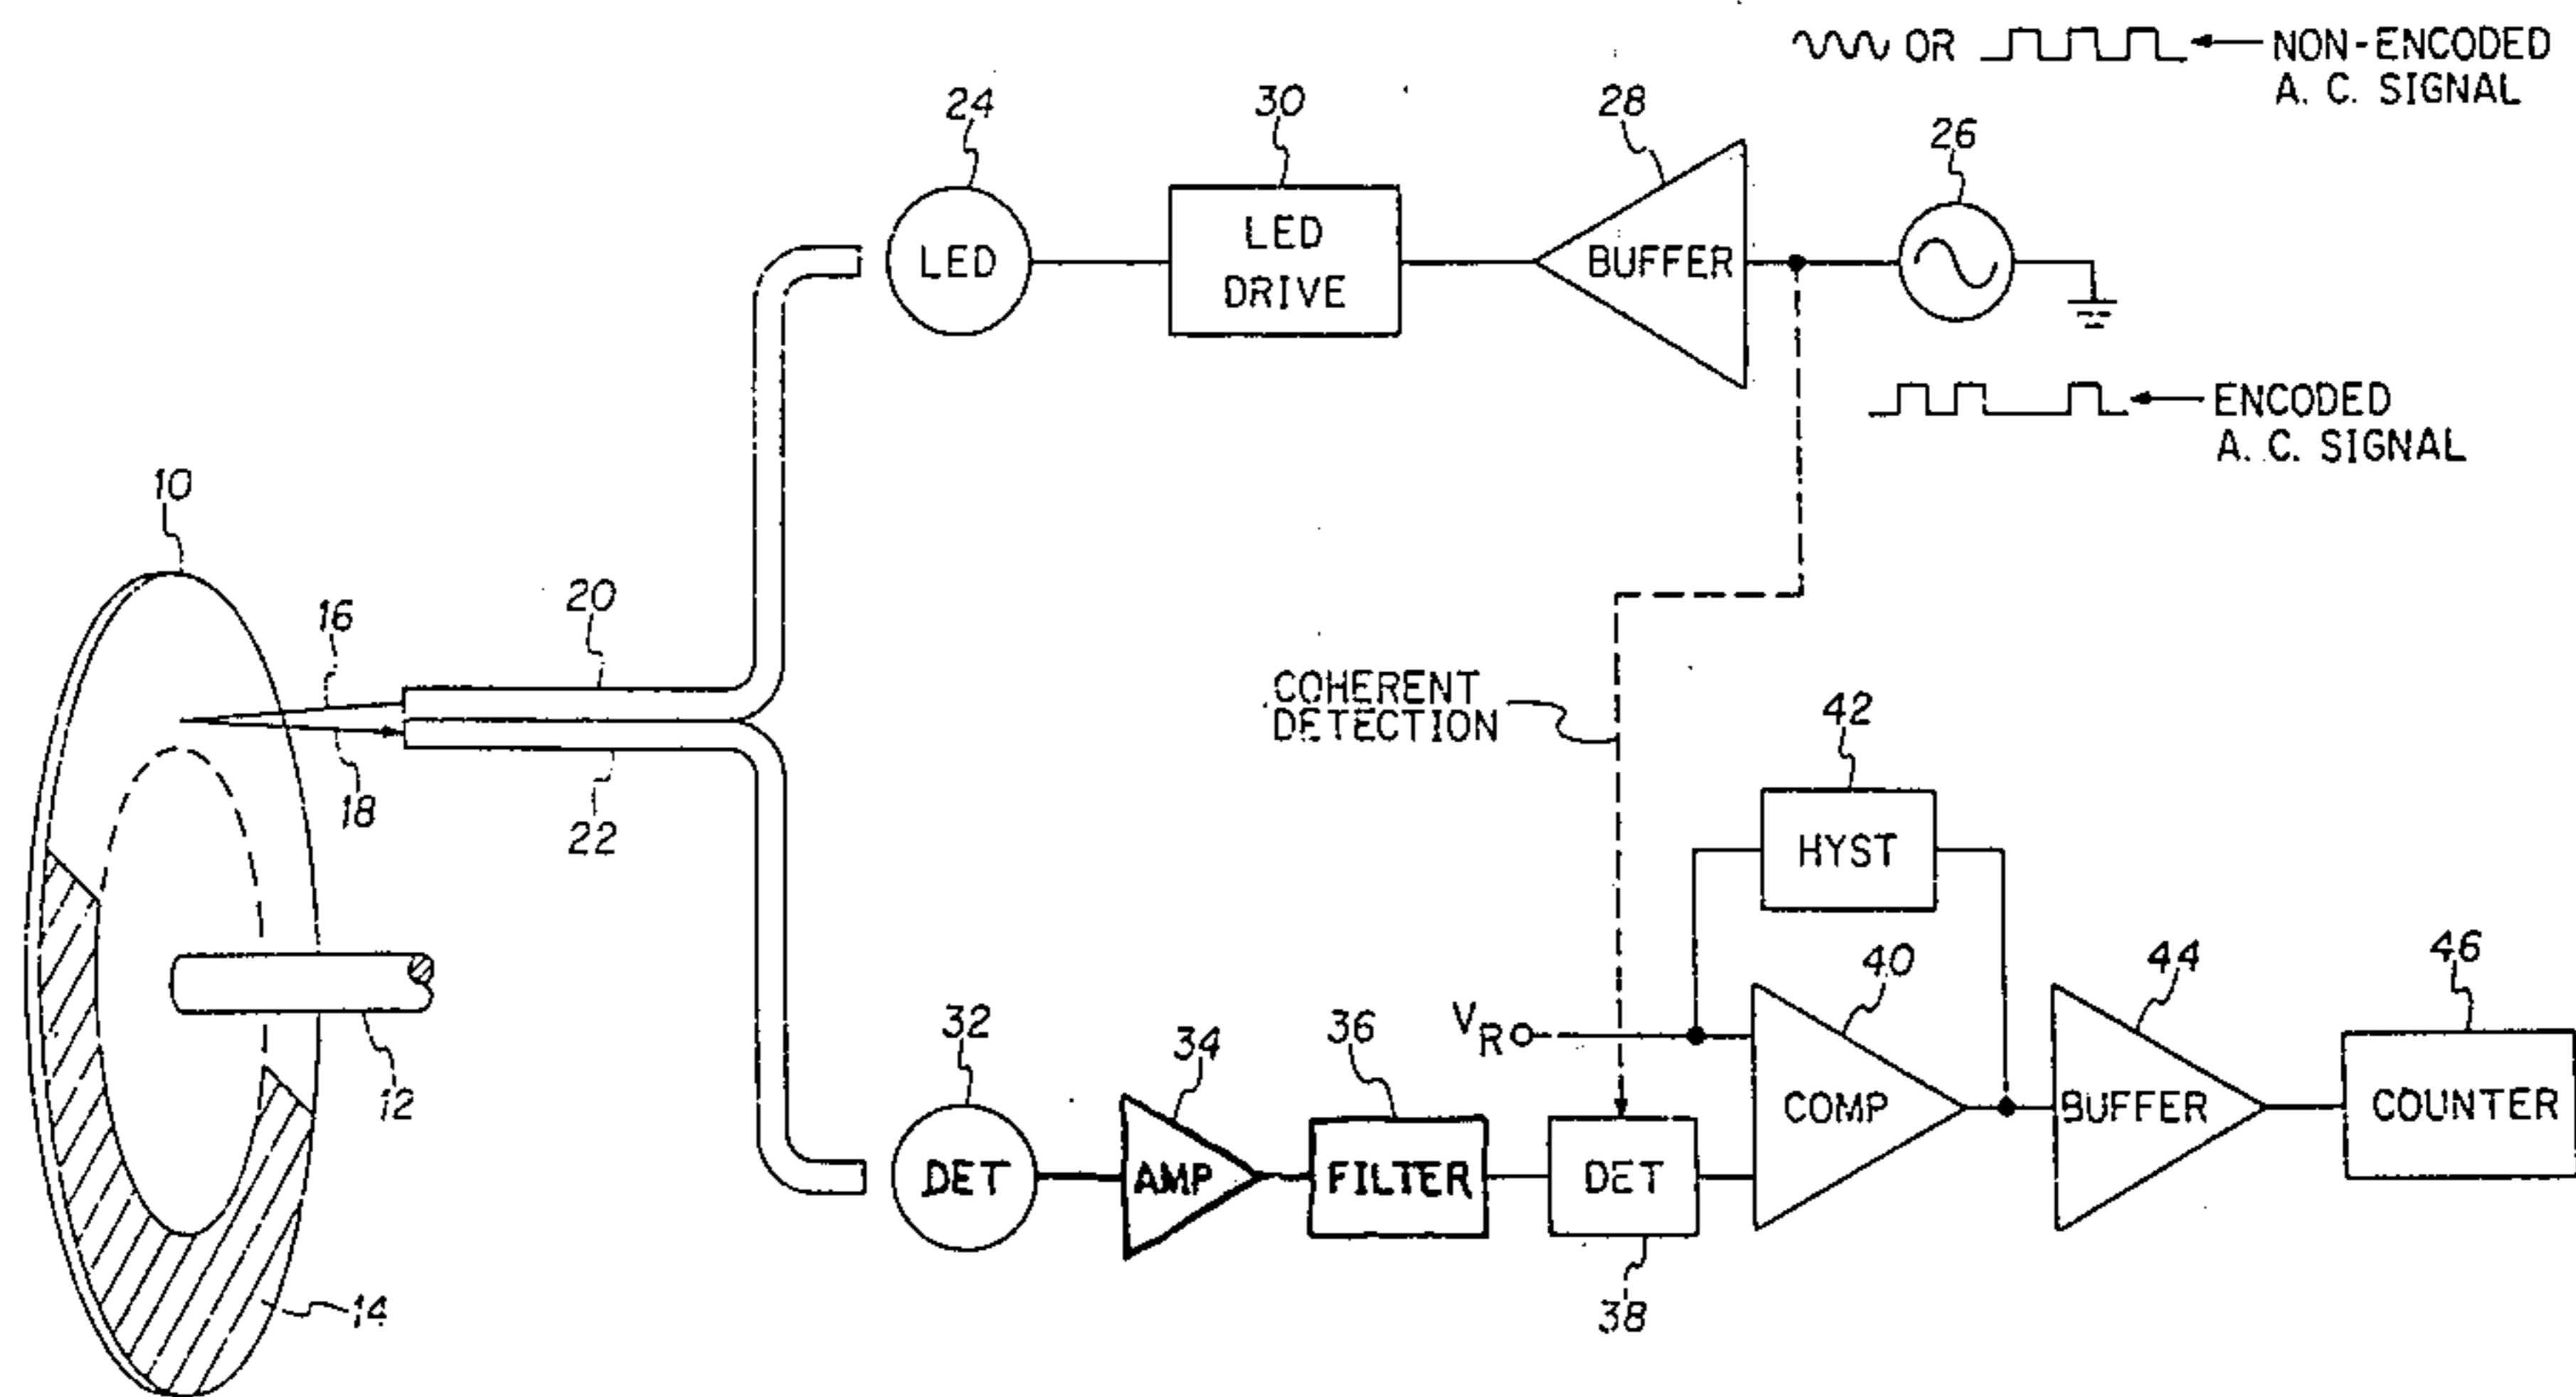 OR
NON-ENCODED
A. C. SIGNAL
24
30
28
26
LED
LED
DRIVE
BUFFER
ENCODED
A. C. SIGNAL
10
16
20
18
22
COHERENT
DETECTION
42
HYST
12
32
34
36
VR
40
44
46
DET
AMP
FILTER
DET
COMP
BUFFER
COUNTER
14
38